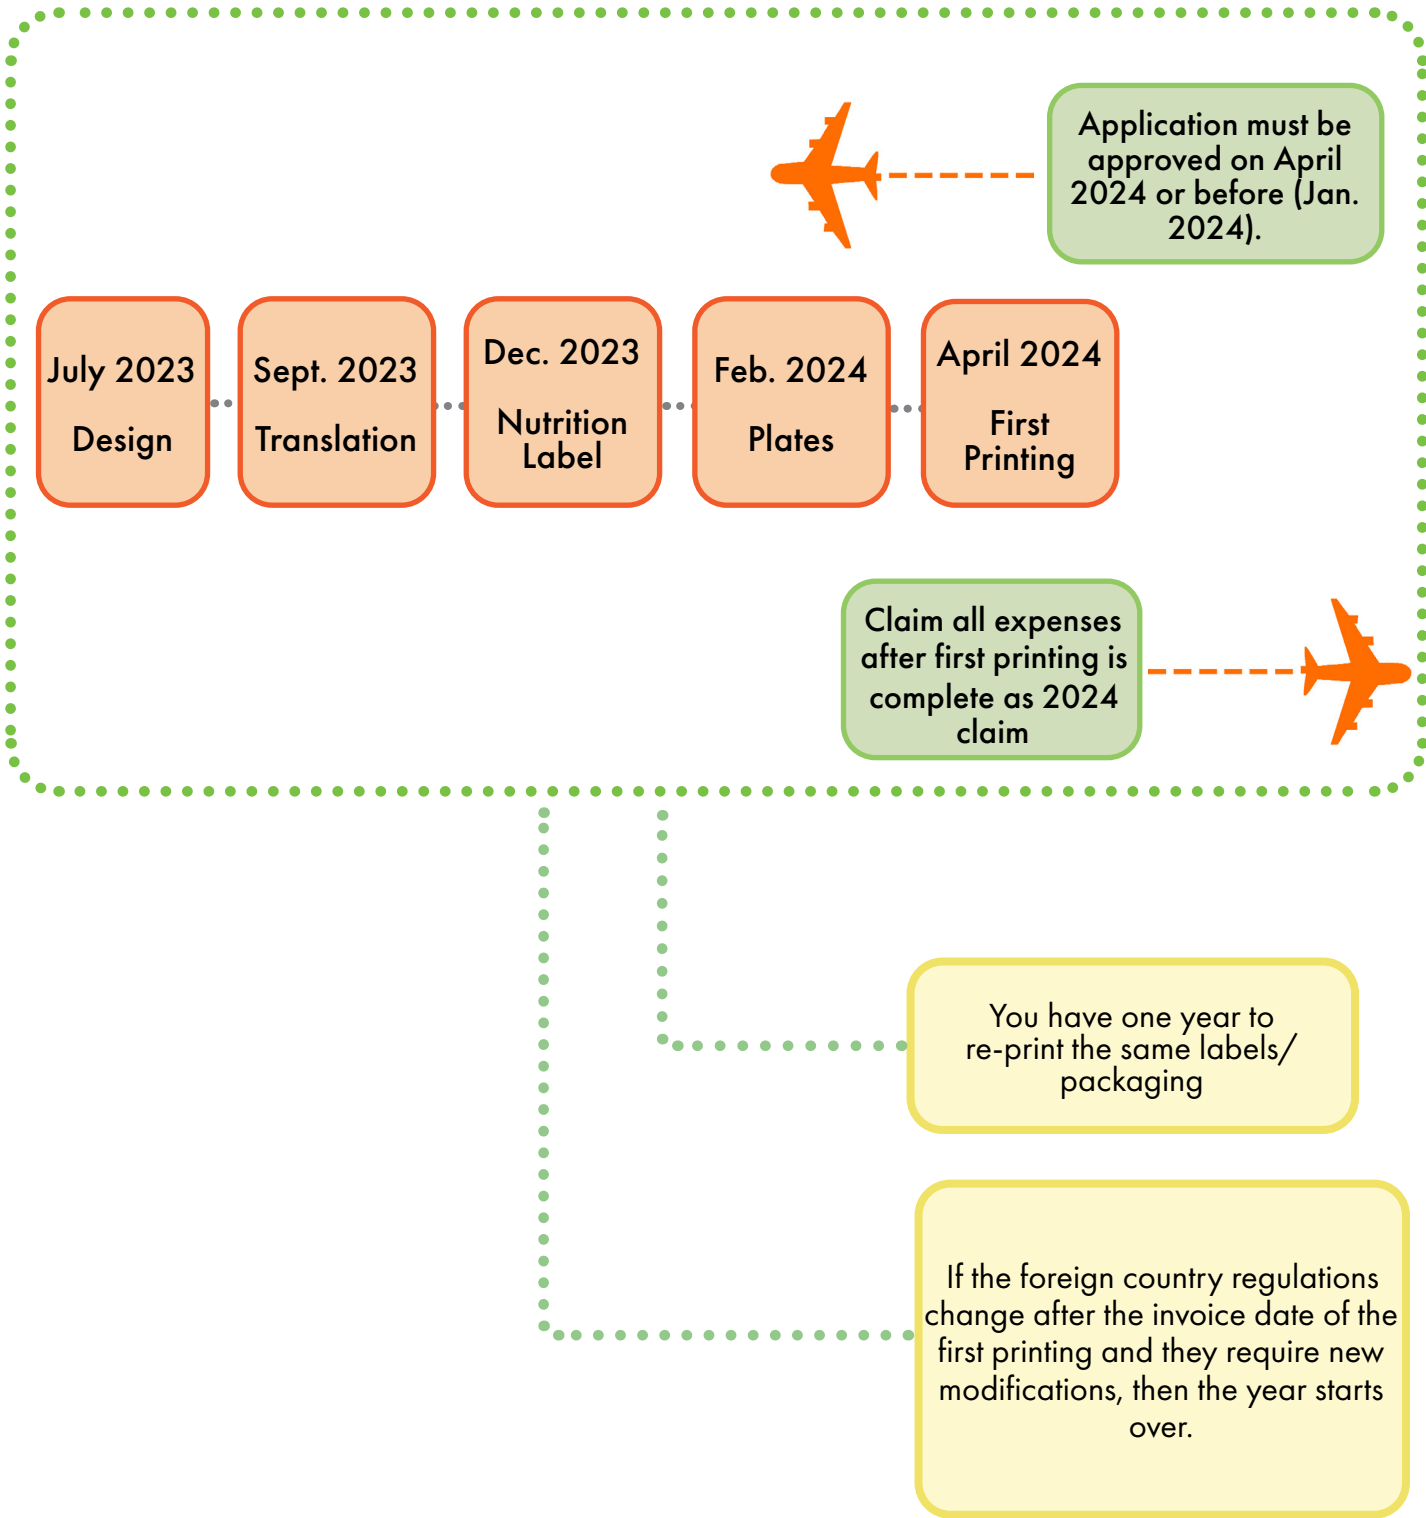 Application must be
approved on April
2024 or before (Jan.
2024).
July 2023
Design
Sept. 2023
Translation
Dec. 2023
Nutrition
Label
Feb. 2024
Plates
April 2024
First
Printing
Claim all expenses
after first printing is
complete as 2024
claim
You have one year to
re-print the same labels/
packaging
If the foreign country regulations
change after the invoice date of the
first printing and they require new
modifications, then the year starts
over.